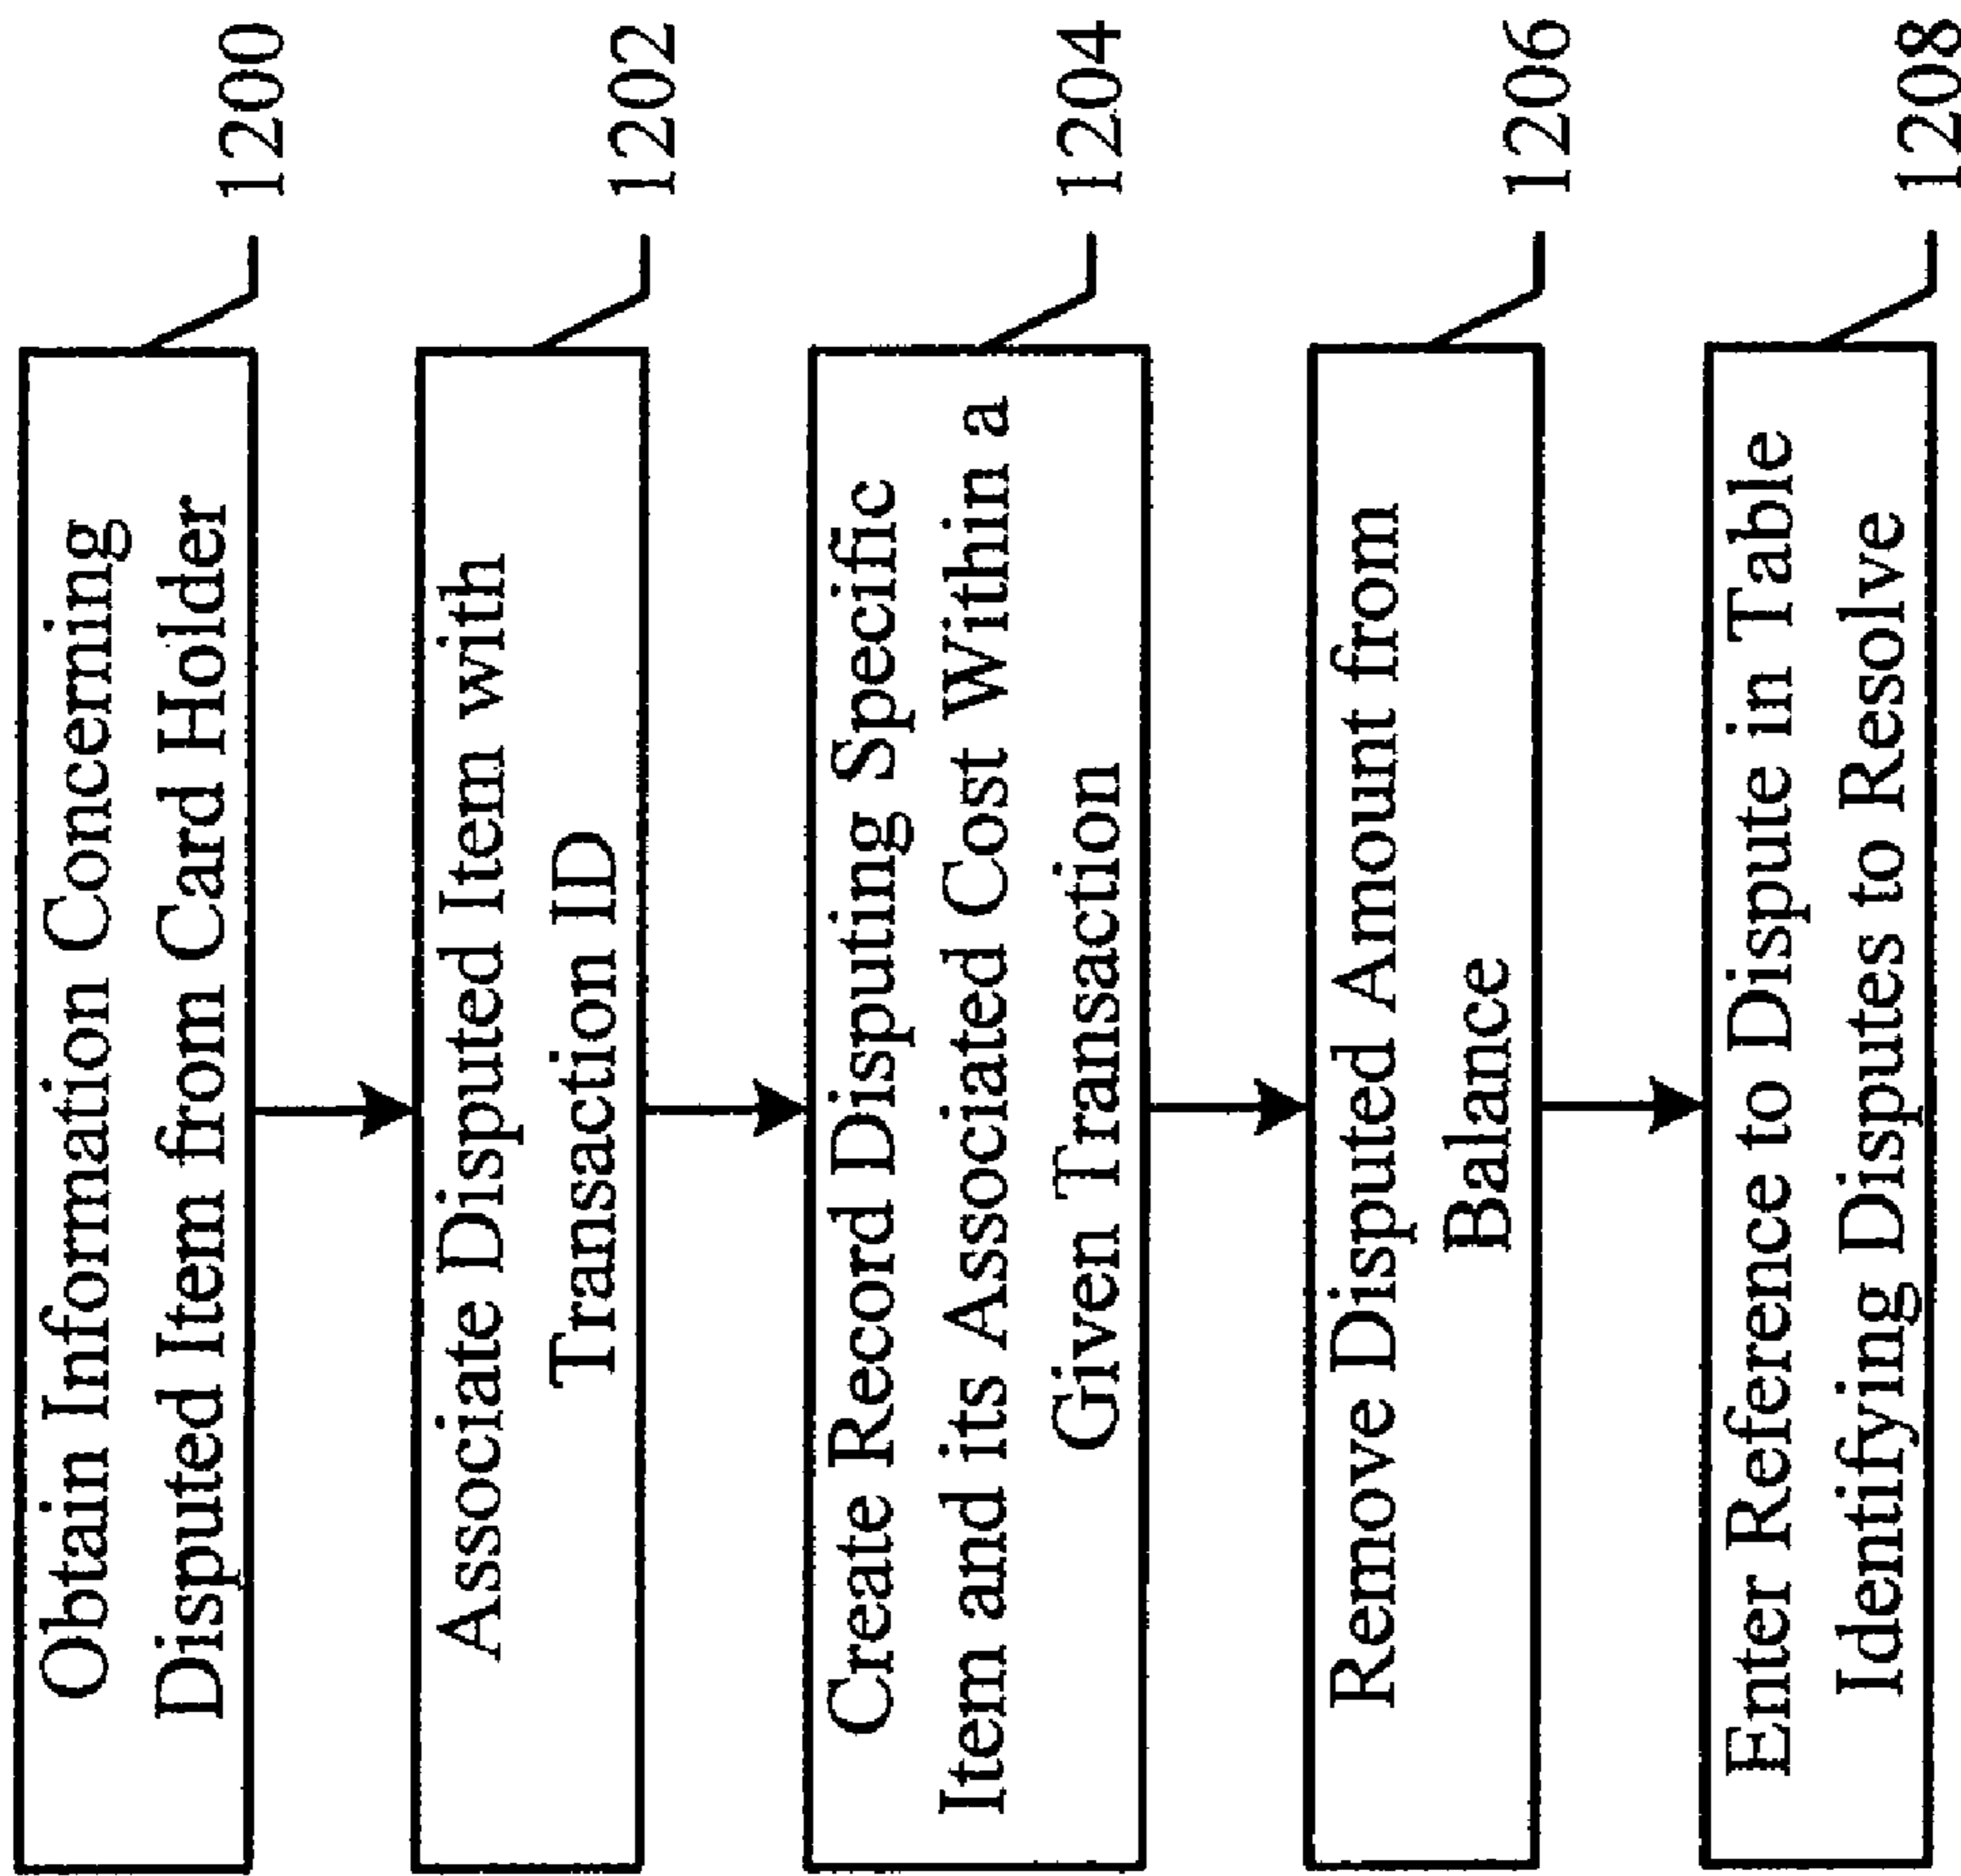 Obtain Information Concerning
Disputed Item from Card Holder
1200
Associate Disputed Item with
Transaction ID
1202
Create Record Disputing Specific
Item and its Associated Cost Within a
Given Transaction
1204
Remove Disputed Amount from
Balance
1206
Enter Reference to Dispute in Table
Identifying Disputes to Resolve
1208